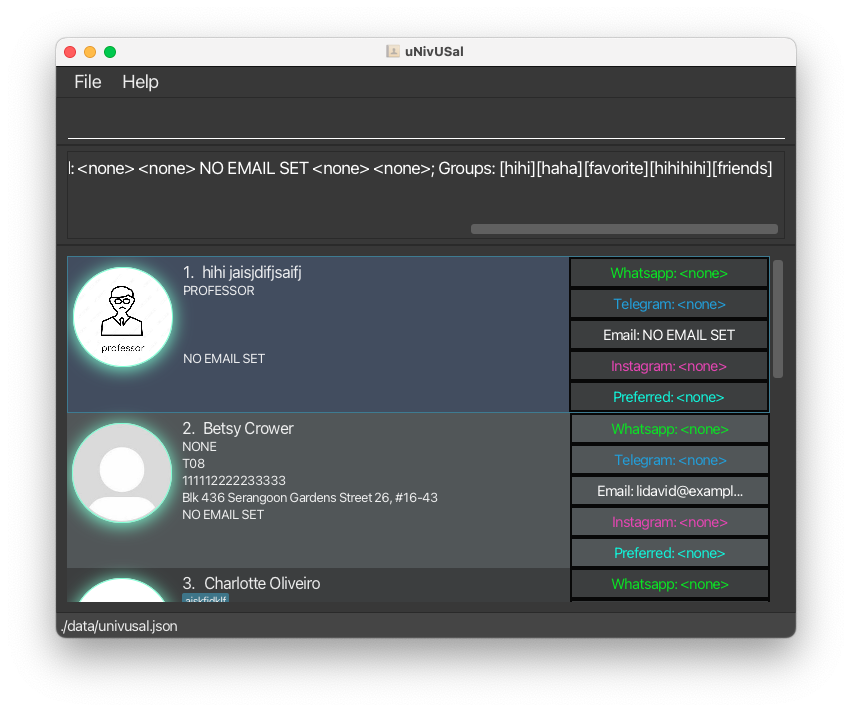 uNivUSal
File Help
: <none> <none> NO EMAIL SET <none> <none>; Groups: [hihi][haha][favorite][hihihihi][friends]
1. hihi jaisjdifjsaifj
PROFESSOR
NO EMAIL SET
professor
Whatsapp: <none>
Telegram: <none>
Email: NO EMAIL SET
Instagram: <none>
Preferred: <none>
2. Betsy Crower
NONE
T08
111112222233333
Blk 436 Serangoon Gardens Street 26, #16-43
NO EMAIL SET
Whatsapp: <none>
Telegram: <none>
Email: lidavid@exampl...
Instagram: <none>
Preferred: <none>
3. Charlotte Oliveiro
Whatsapp: <none>
./data/univusal.json